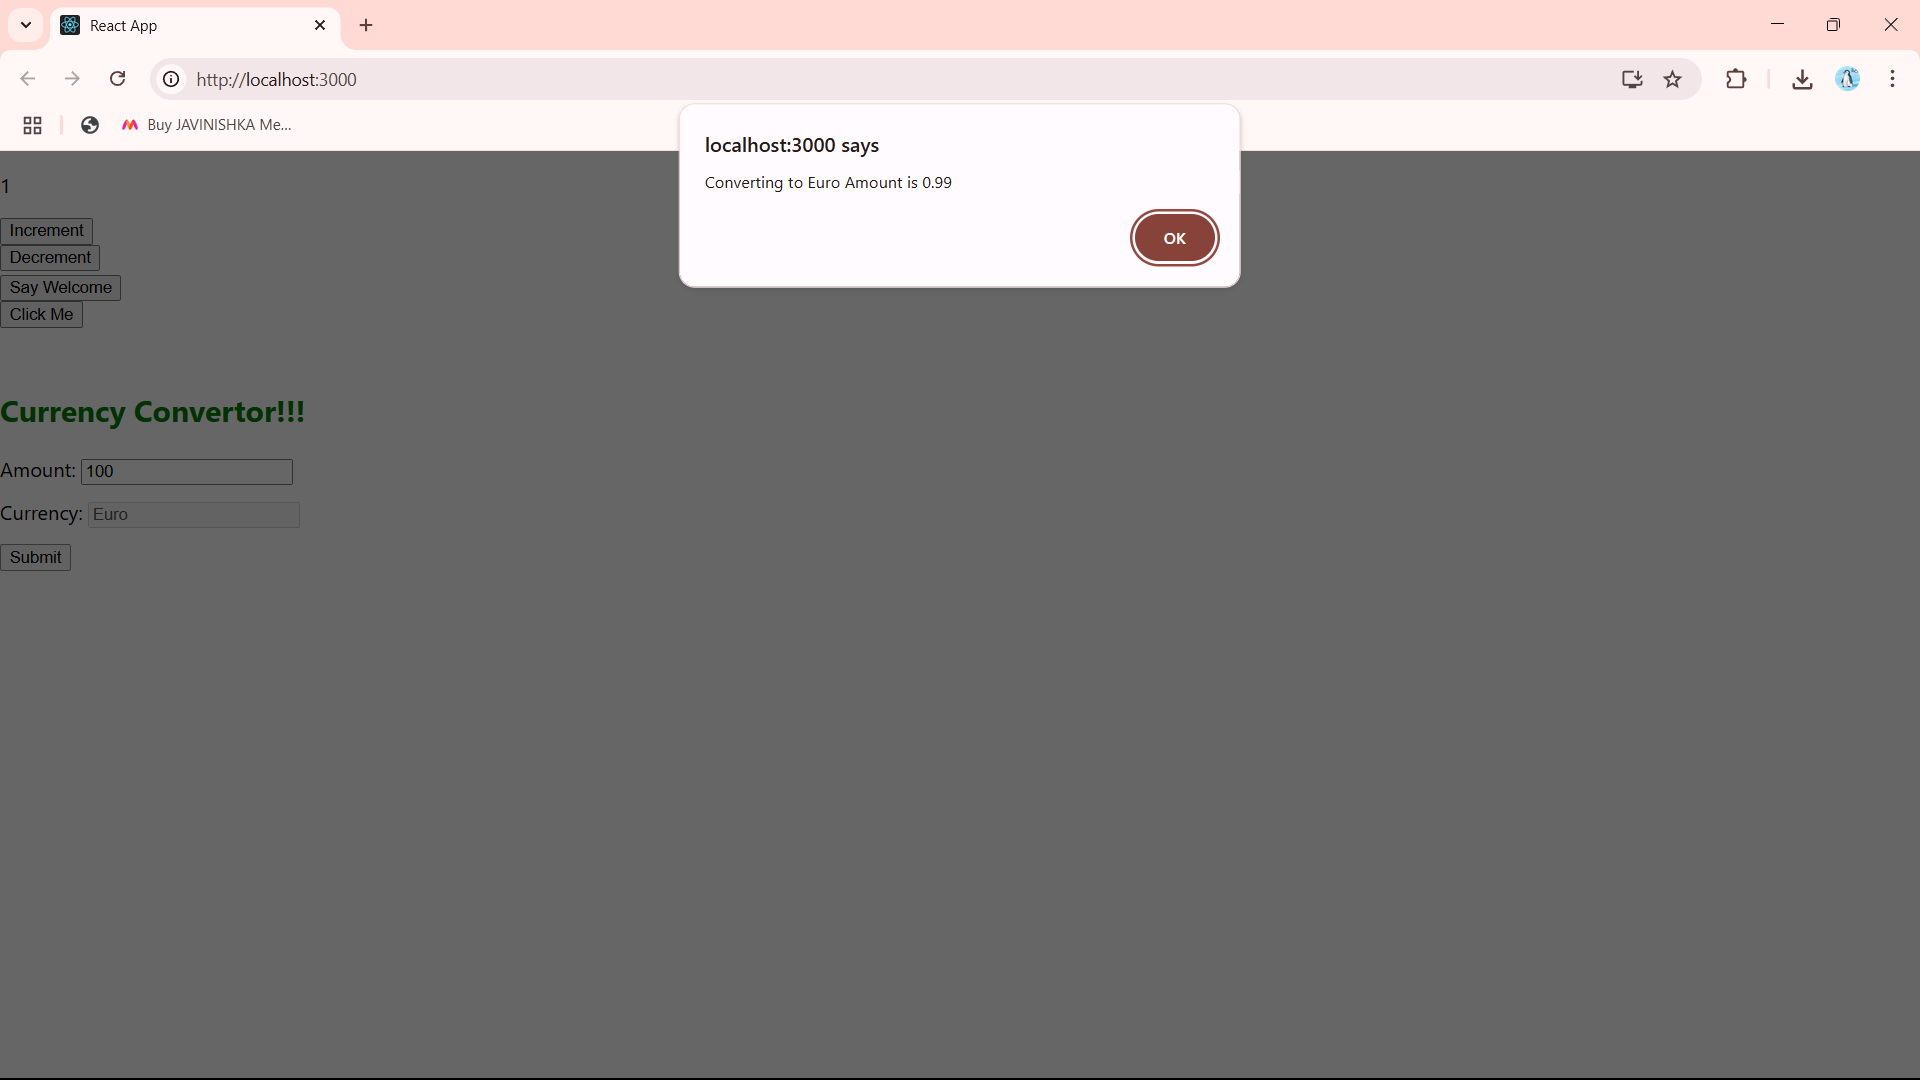 React App
http://localhost:3000
Buy JAVINISHKA Me...
localhost:3000 says
Converting to Euro Amount is 0.99
OK
1
Increment
Decrement
Say Welcome
Click Me
Currency Convertor!!!
Amount: 100
Currency: Euro
Submit